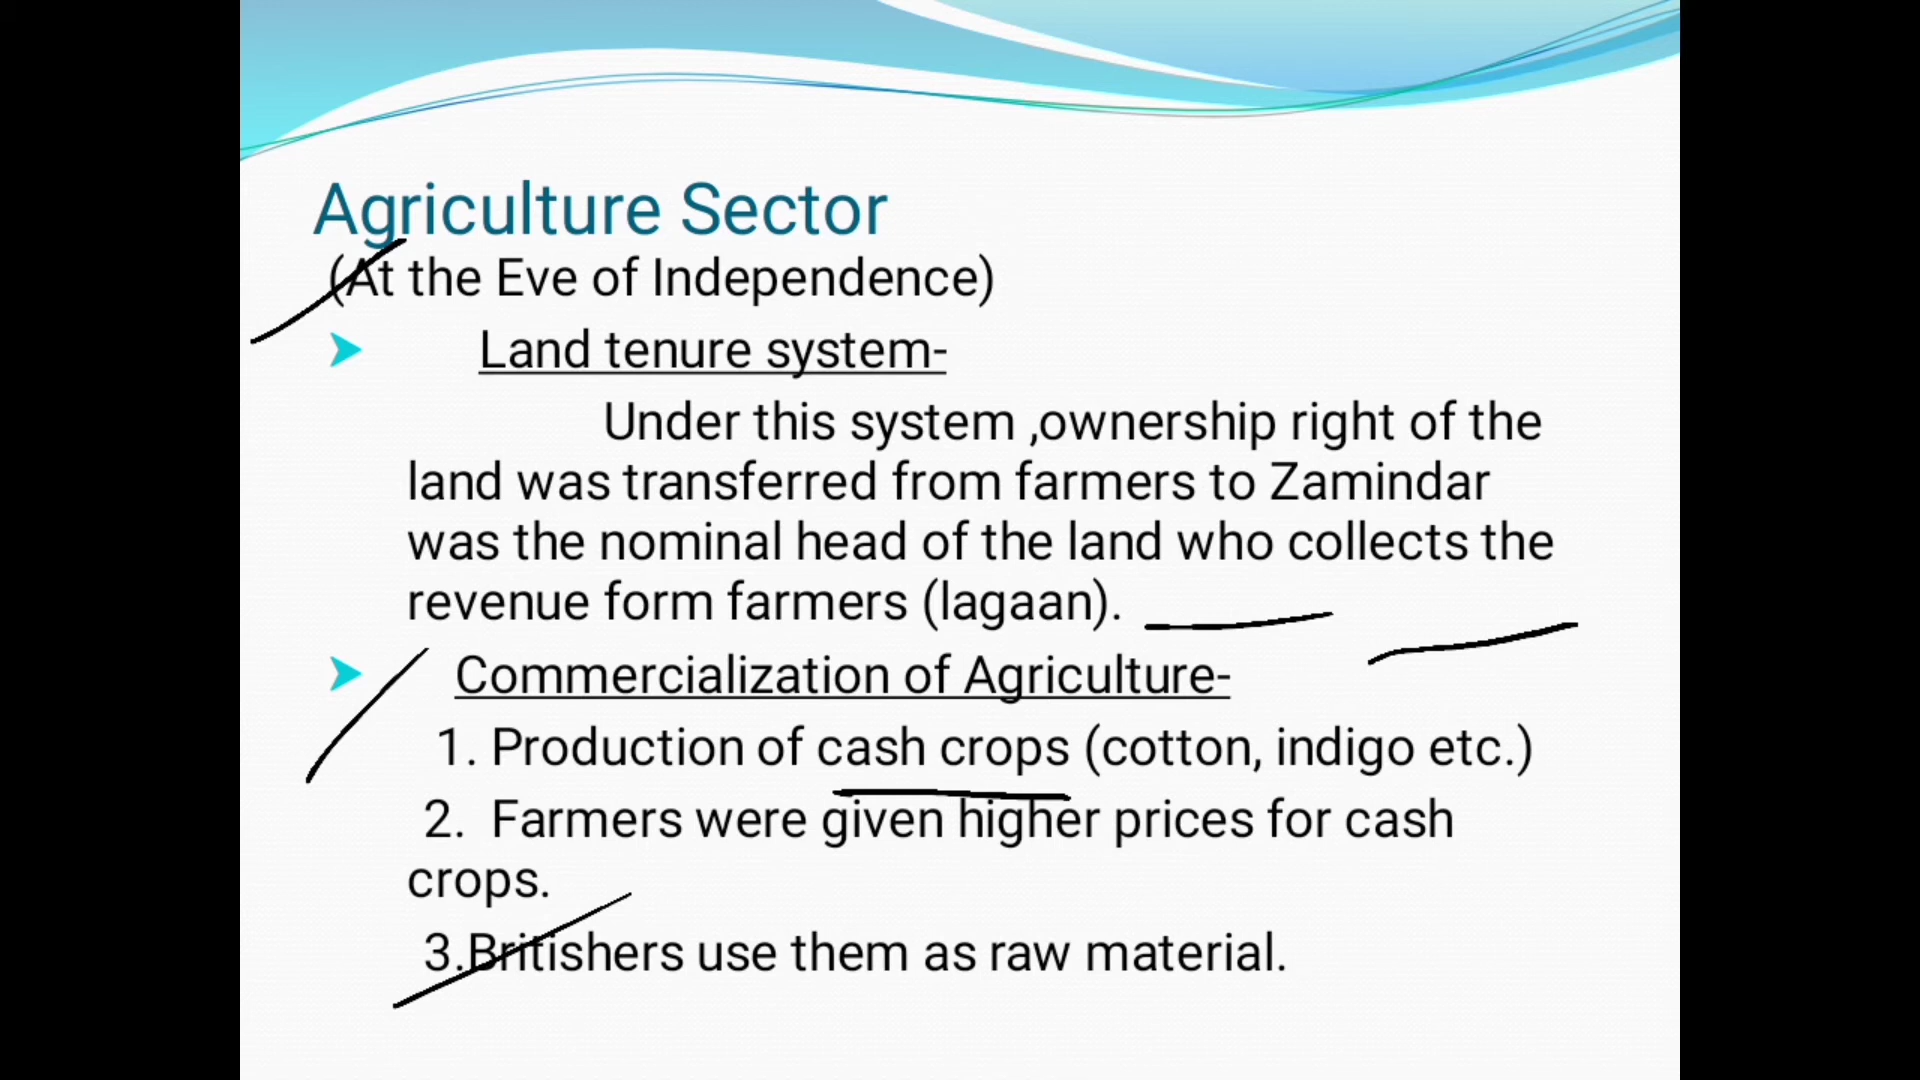 Agriculture Sector
(At the Eve of Independence)
Land tenure system-
Under this system ,ownership right of the
land was transferred from farmers to Zamindar
was the nominal head of the land who collects the
revenue form farmers (lagaan).
Commercialization of Agriculture-
1. Production of cash crops (cotton, indigo etc.)
2. Farmers were given higher prices for cash
crops.
3.Britishers use them as raw material.